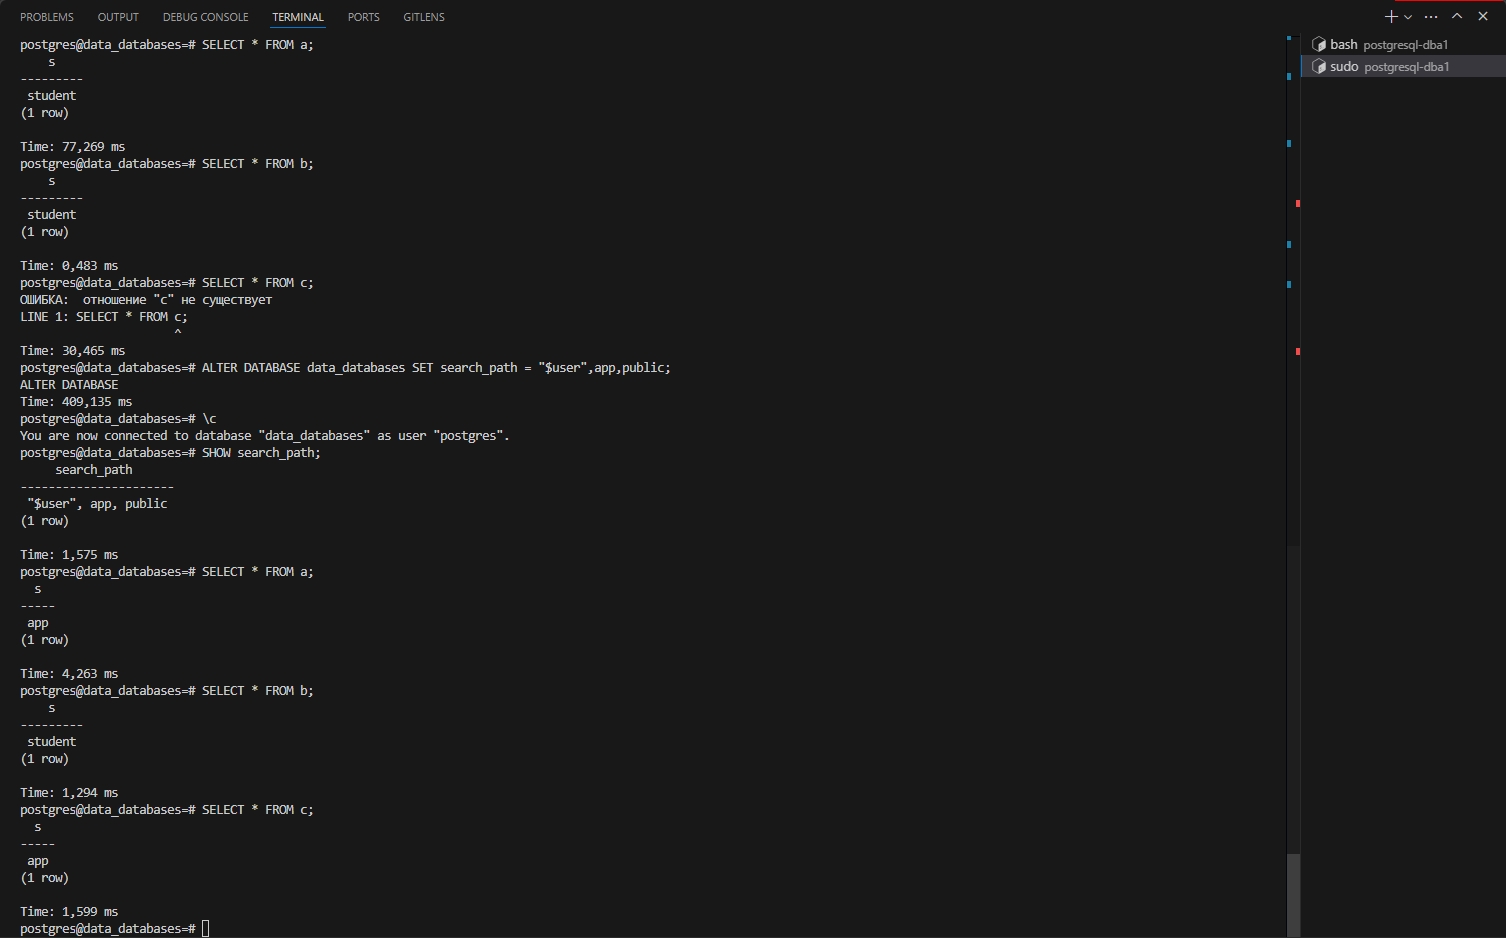 PROBLEMS OUTPUT DEBUG CONSOLE TERMINAL PORTS GITLENS
postgres@data_databases=# SELECT * FROM a;
    s
---------
 student
(1 row)

Time: 77,269 ms
postgres@data_databases=# SELECT * FROM b;
    s
---------
 student
(1 row)

Time: 0,483 ms
postgres@data_databases=# SELECT * FROM c;
ОШИБКА:  отношение "c" не существует
LINE 1: SELECT * FROM c;
                      ^
Time: 30,465 ms
postgres@data_databases=# ALTER DATABASE data_databases SET search_path = "$user",app,public;
ALTER DATABASE
Time: 409,135 ms
postgres@data_databases=# \c
You are now connected to database "data_databases" as user "postgres".
postgres@data_databases=# SHOW search_path;
     search_path
----------------------
 "$user", app, public
(1 row)

Time: 1,575 ms
postgres@data_databases=# SELECT * FROM a;
  s
-----
 app
(1 row)

Time: 4,263 ms
postgres@data_databases=# SELECT * FROM b;
    s
---------
 student
(1 row)

Time: 1,294 ms
postgres@data_databases=# SELECT * FROM c;
  s
-----
 app
(1 row)

Time: 1,599 ms
postgres@data_databases=#
bash postgresql-dba1
sudo postgresql-dba1